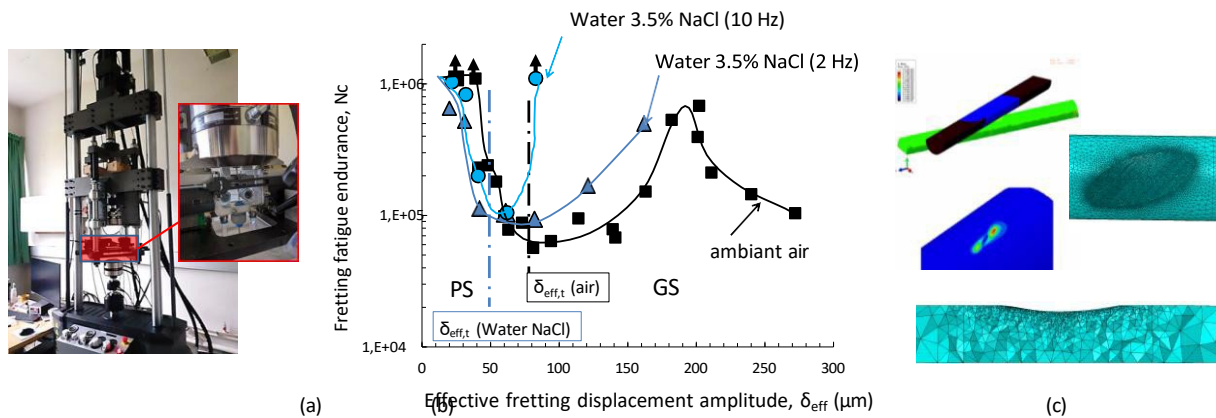 Water 3.5% NaCl (10 Hz)
Water 3.5% NaCl (2 Hz)
Fretting fatigue endurance, Nc
1,E+06
1,E+05
1,E+04
ambiant air
PS
GS
δeff,t (air)
δeff,t (Water NaCl)
0
50
100
150
200
250
300
Effective fretting displacement amplitude, δeff (µm)
(a)
(b)
(c)